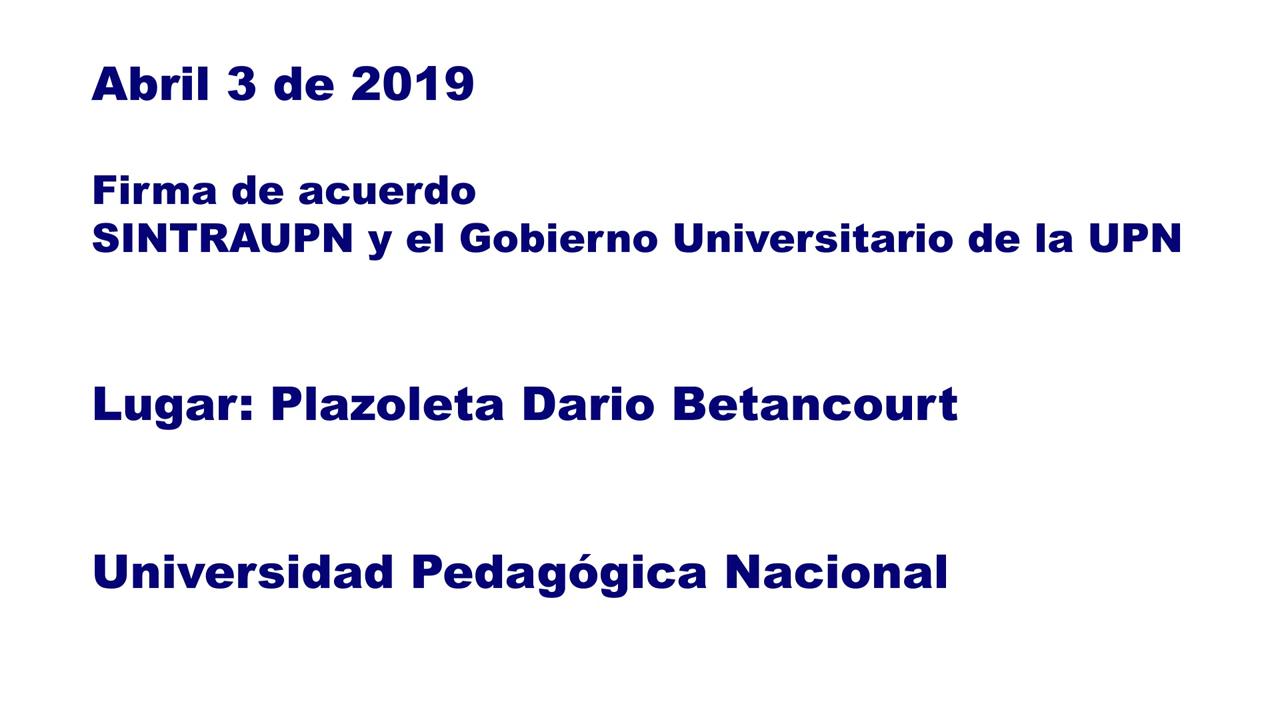 Abril 3 de 2019
Firma de acuerdo
SINTRAUPN y el Gobierno Universitario de la UPN
Lugar: Plazoleta Dario Betancourt
Universidad Pedagógica Nacional